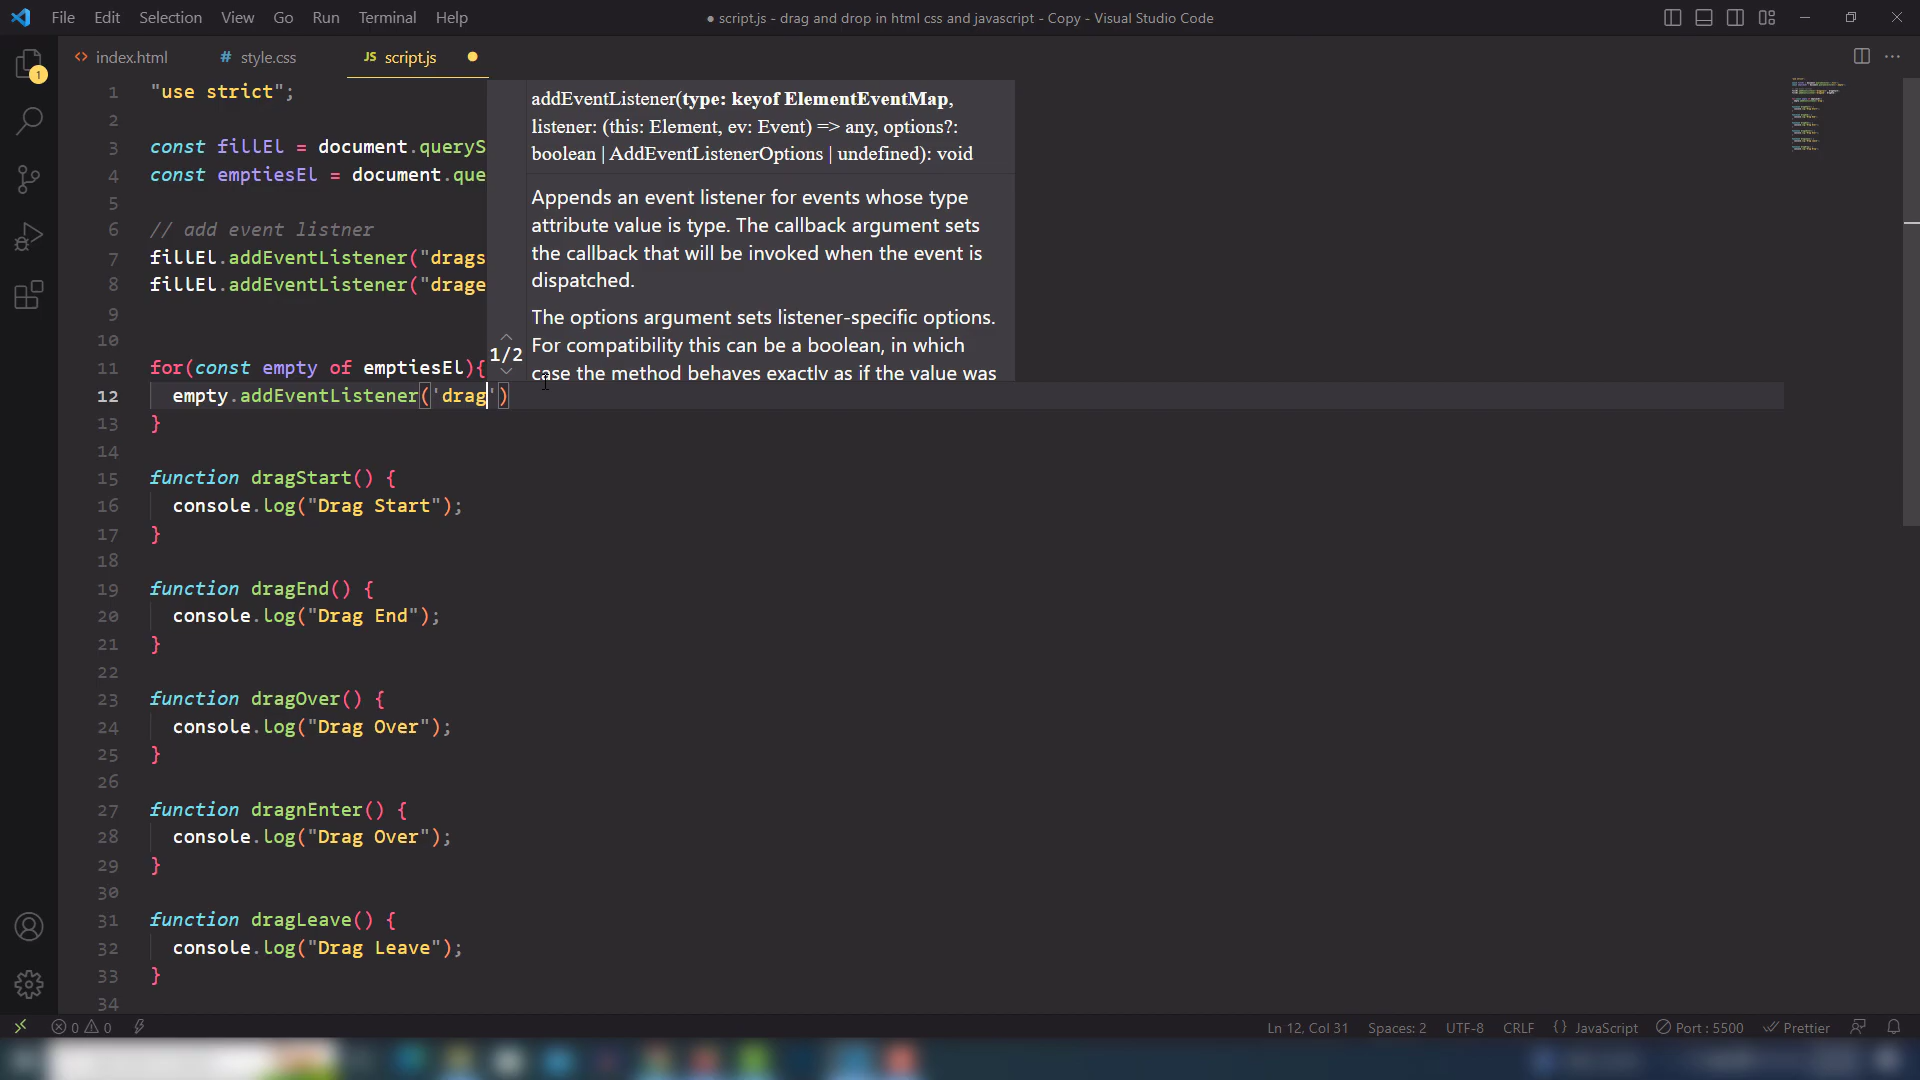 File Edit Selection View Go Run Terminal Help
● script.js - drag and drop in html css and javascript - Copy - Visual Studio Code
1
<> index.html # style.css JS script.js ●
1 "use strict";
2
3 const fillEl = document.queryS
4 const emptiesEl = document.que
5
6 // add event listner
7 fillEl.addEventListener("drags
8 fillEl.addEventListener("drage
9
10
11 for(const empty of emptiesEl){
12 empty.addEventListener('drag')
13 }
14
15 function dragStart() {
16 console.log("Drag Start");
17 }
18
19 function dragEnd() {
20 console.log("Drag End");
21 }
22
23 function dragOver() {
24 console.log("Drag Over");
25 }
26
27 function dragnEnter() {
28 console.log("Drag Over");
29 }
30
31 function dragLeave() {
32 console.log("Drag Leave");
33 }
34
addEventListener(type: keyof ElementEventMap,
listener: (this: Element, ev: Event) => any, options?:
boolean | AddEventListenerOptions | undefined): void
Appends an event listener for events whose type
attribute value is type. The callback argument sets
the callback that will be invoked when the event is
dispatched.
The options argument sets listener-specific options.
1/2
For compatibility this can be a boolean, in which
case the method behaves exactly as if the value was
0 0 Ln 12, Col 31 Spaces: 2 UTF-8 CRLF {} JavaScript Port : 5500 Prettier